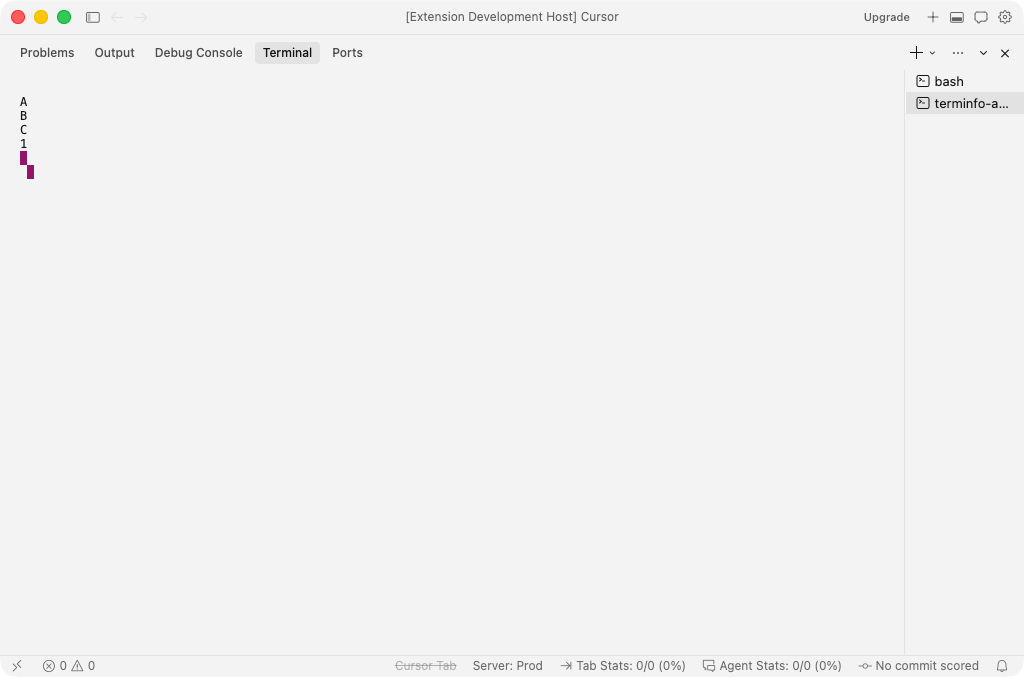 [Extension Development Host] Cursor
Upgrade
Problems
Output
Debug Console
Terminal
Ports
bash
terminfo-a...
A
B
C
1
0
0
Cursor Tab
Server: Prod
Tab Stats: 0/0 (0%)
Agent Stats: 0/0 (0%)
No commit scored